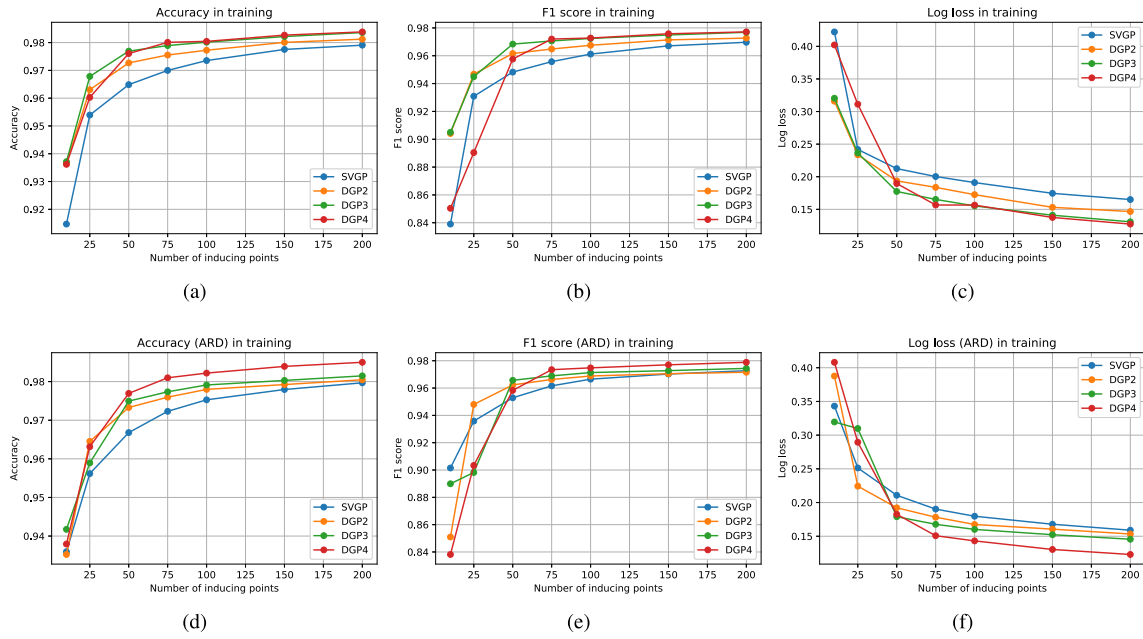 Accuracy in training
0.98
0.97
0.96
0.95
0.94
0.93
0.92
Accuracy
25 50 75 100 125 150 175 200
Number of inducing points
SVGP
DGP2
DGP3
DGP4
(a)
F1 score in training
0.98
0.96
0.94
0.92
0.90
0.88
0.86
0.84
F1 score
25 50 75 100 125 150 175 200
Number of inducing points
SVGP
DGP2
DGP3
DGP4
(b)
Log loss in training
0.40
0.35
0.30
0.25
0.20
0.15
Log loss
25 50 75 100 125 150 175 200
Number of inducing points
SVGP
DGP2
DGP3
DGP4
(c)
Accuracy (ARD) in training
0.98
0.97
0.96
0.95
0.94
Accuracy
25 50 75 100 125 150 175 200
Number of inducing points
SVGP
DGP2
DGP3
DGP4
(d)
F1 score (ARD) in training
0.98
0.96
0.94
0.92
0.90
0.88
0.86
0.84
F1 score
25 50 75 100 125 150 175 200
Number of inducing points
SVGP
DGP2
DGP3
DGP4
(e)
Log loss (ARD) in training
0.40
0.35
0.30
0.25
0.20
0.15
Log loss
25 50 75 100 125 150 175 200
Number of inducing points
SVGP
DGP2
DGP3
DGP4
(f)